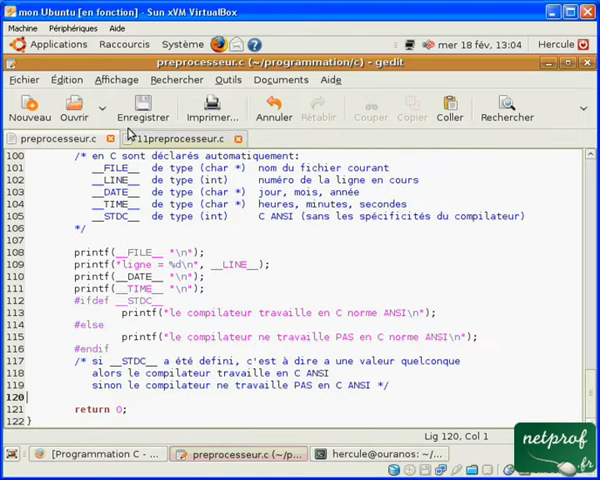 mon Ubuntu [en fonction] - Sun xVM VirtualBox
Machine Périphériques Aide
Applications Raccourcis Système mer 18 fév, 13:04 Hercule
preprocesseur.c (~/programmation/c) - gedit
Fichier Édition Affichage Rechercher Outils Documents Aide
Nouveau Ouvrir Enregistrer Imprimer... Annuler Rétablir Couper Copier Coller Rechercher
preprocesseur.c 11preprocesseur.c
100 /* en C sont déclarés automatiquement:
101 __FILE__ de type (char *) nom du fichier courant
102 __LINE__ de type (int) numéro de la ligne en cours
103 __DATE__ de type (char *) jour, mois, année
104 __TIME__ de type (char *) heures, minutes, secondes
105 __STDC__ de type (int) C ANSI (sans les spécificités du compilateur)
106 */
107
108 printf(__FILE__ "\n");
109 printf("ligne = %d\n", __LINE__);
110 printf(__DATE__ "\n");
111 printf(__TIME__ "\n");
112 #ifdef __STDC__
113 printf("le compilateur travaille en C norme ANSI\n");
114 #else
115 printf("le compilateur ne travaille PAS en C norme ANSI\n");
116 #endif
117 /* si __STDC__ a été defini, c'est à dire a une valeur quelconque
118 alors le compilateur travaille en C ANSI
119 sinon le compilateur ne travaille PAS en C ANSI */
120
121 return 0;
122 }
Lig 120, Col 1
[Programmation C - ... preprocesseur.c (~/p... hercule@ouranos: ~/...
netprof
.fr